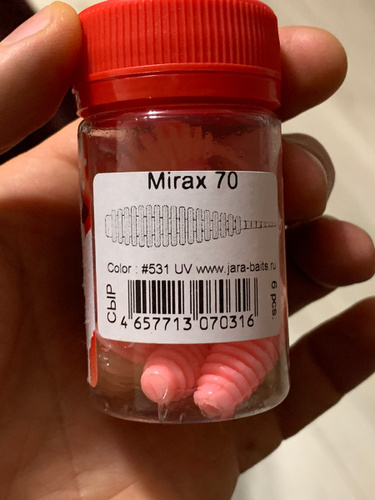 Mirax 70
Color : #531 UV www.jara-baits.ru
СЫР
6 pcs.
4 657713 070316